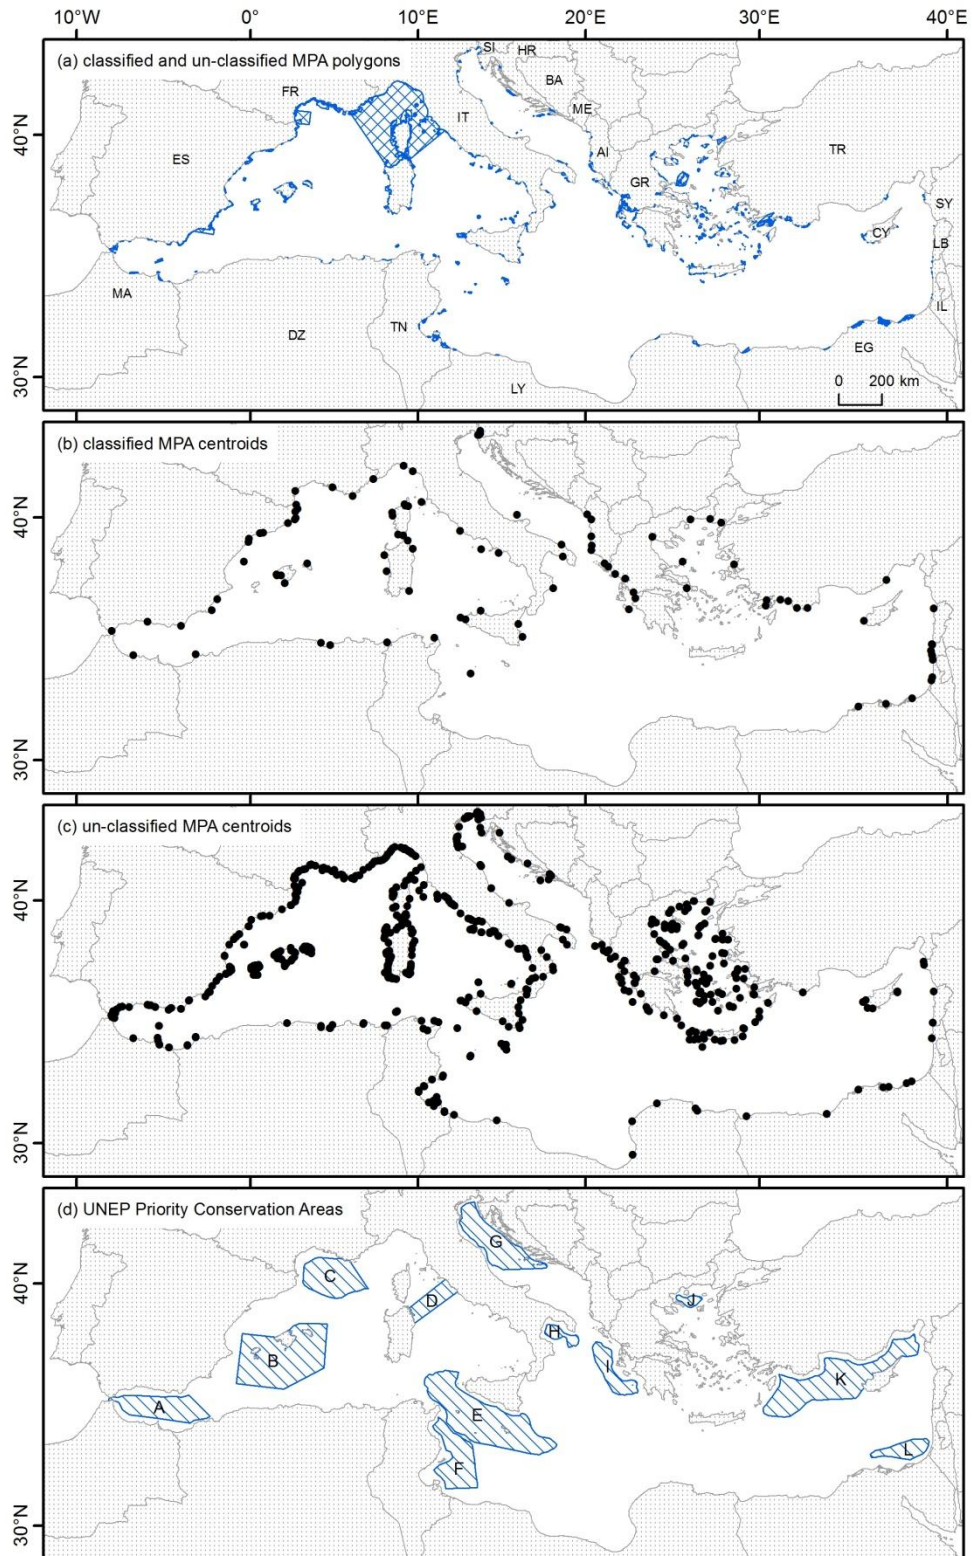 10°W 0° 10°E 20°E 30°E 40°E
(a) classified and un-classified MPA polygons
SI HR
FR BA
IT ME
40°N
ES AI TR
GR
SY
CY
LB
MA IL
TN
DZ EG
0 200 km
30°N
LY
(b) classified MPA centroids
40°N
30°N
(c) un-classified MPA centroids
40°N
30°N
(d) UNEP Priority Conservation Areas
G
C
40°N
D J
H
B I
K
A E
L
F
30°N